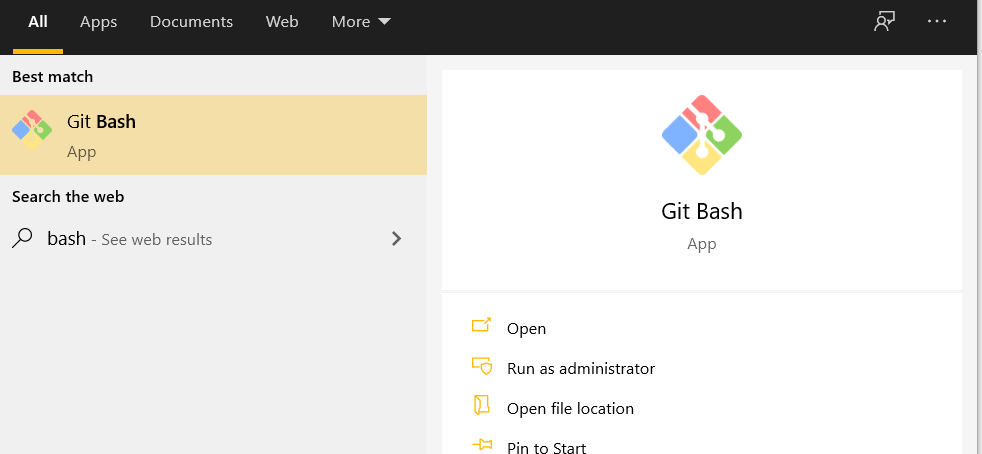 All Apps Documents Web More
Best match
Git Bash
App
Search the web
bash - See web results
Git Bash
App
Open
Run as administrator
Open file location
Pin to Start